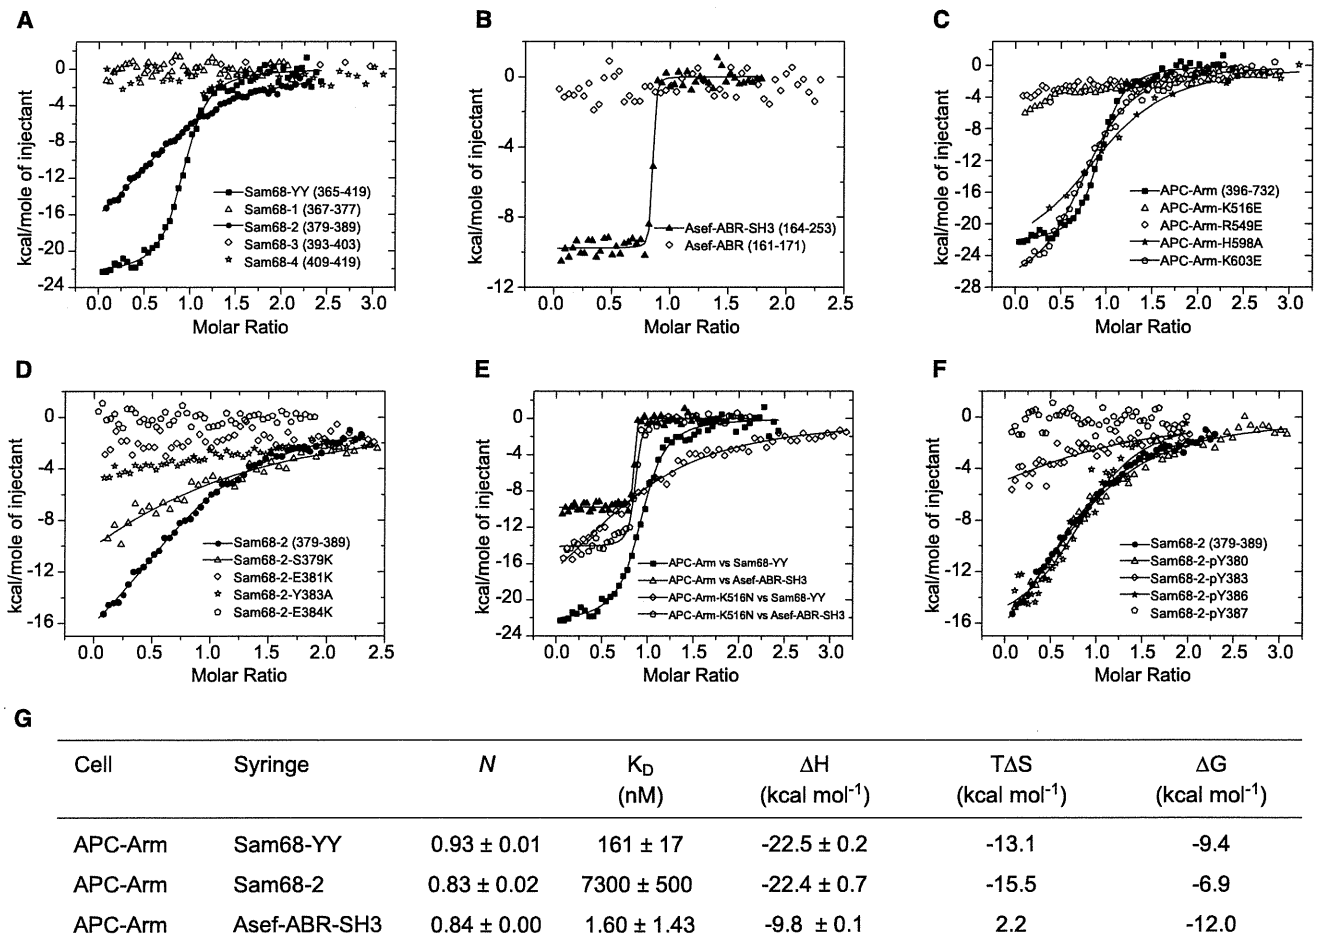 A
kcal/mole of injectant
0
-4
-8
-12
-16
-20
-24
Sam68-YY (365-419)
Sam68-1 (367-377)
Sam68-2 (379-389)
Sam68-3 (393-403)
Sam68-4 (409-419)
0.0 0.5 1.0 1.5 2.0 2.5 3.0
Molar Ratio
B
kcal/mole of injectant
0
-4
-8
-12
Asef-ABR-SH3 (164-253)
Asef-ABR (161-171)
0.0 0.5 1.0 1.5 2.0 2.5
Molar Ratio
C
kcal/mole of injectant
0
-4
-8
-12
-16
-20
-24
-28
APC-Arm (396-732)
APC-Arm-K516E
APC-Arm-R549E
APC-Arm-H598A
APC-Arm-K603E
0.0 0.5 1.0 1.5 2.0 2.5 3.0
Molar Ratio
D
kcal/mole of injectant
0
-4
-8
-12
-16
Sam68-2 (379-389)
Sam68-2-S379K
Sam68-2-E381K
Sam68-2-Y383A
Sam68-2-E384K
0.0 0.5 1.0 1.5 2.0 2.5
Molar Ratio
E
kcal/mole of injectant
0
-4
-8
-12
-16
-20
-24
APC-Arm vs Sam68-YY
APC-Arm vs Asef-ABR-SH3
APC-Arm-K516N vs Sam68-YY
APC-Arm-K516N vs Asef-ABR-SH3
0.0 0.5 1.0 1.5 2.0 2.5 3.0
Molar Ratio
F
kcal/mole of injectant
0
-4
-8
-12
-16
Sam68-2 (379-389)
Sam68-2-pY380
Sam68-2-pY383
Sam68-2-pY386
Sam68-2-pY387
0.0 0.5 1.0 1.5 2.0 2.5 3.0
Molar Ratio
G
Cell Syringe N K_D ΔH TΔS ΔG
(nM) (kcal mol⁻¹) (kcal mol⁻¹) (kcal mol⁻¹)
APC-Arm Sam68-YY 0.93 ± 0.01 161 ± 17 -22.5 ± 0.2 -13.1 -9.4
APC-Arm Sam68-2 0.83 ± 0.02 7300 ± 500 -22.4 ± 0.7 -15.5 -6.9
APC-Arm Asef-ABR-SH3 0.84 ± 0.00 1.60 ± 1.43 -9.8 ± 0.1 2.2 -12.0